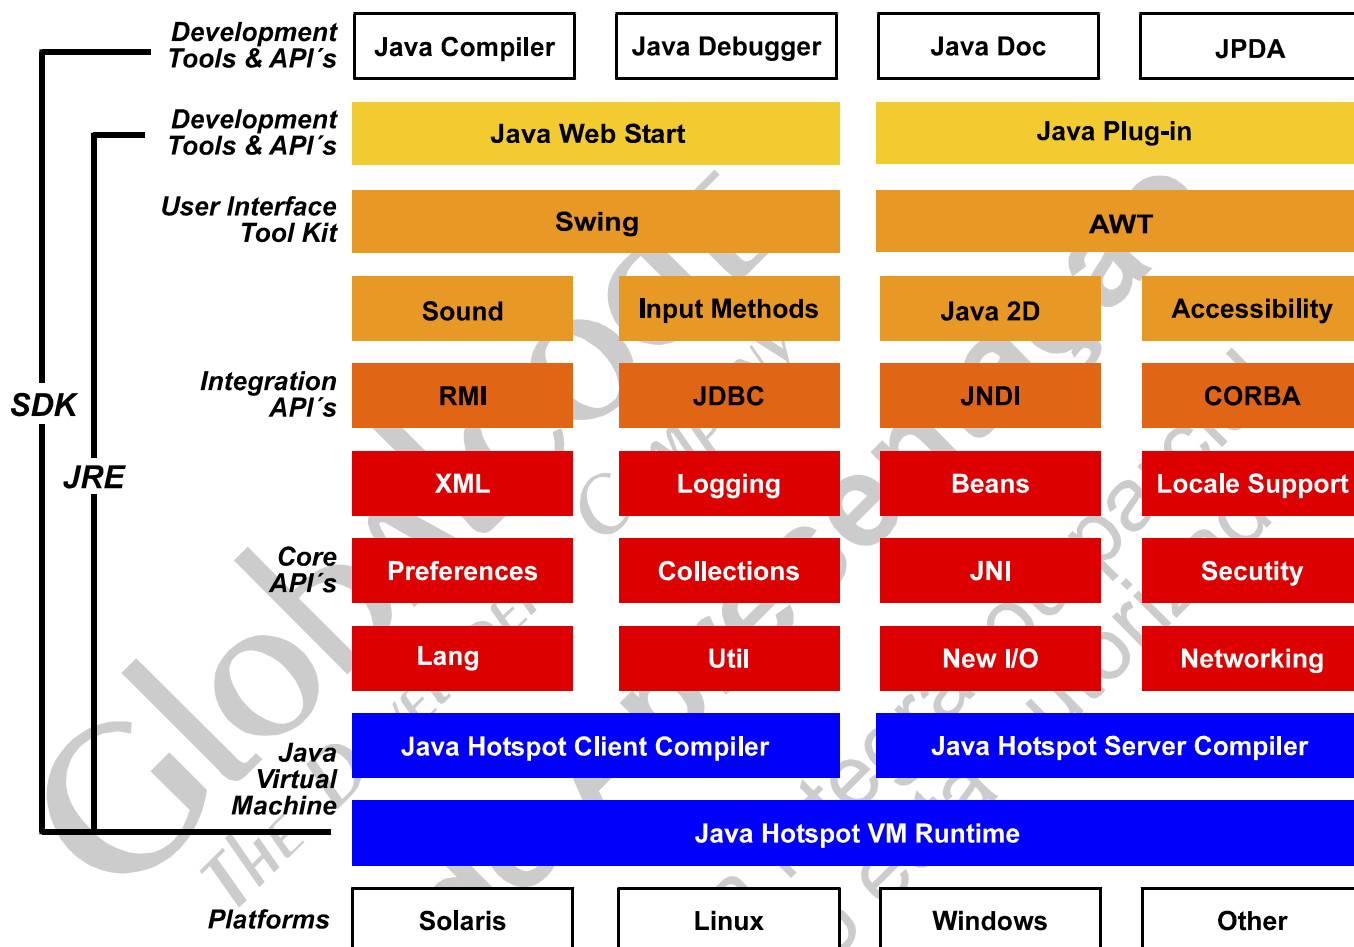 Development
Tools & API´s
Java Compiler
Java Debugger
Java Doc
JPDA
Development
Tools & API´s
Java Web Start
Java Plug-in
User Interface
Tool Kit
Swing
AWT
Sound
Input Methods
Java 2D
Accessibility
Integration
API´s
RMI
JDBC
JNDI
CORBA
SDK
JRE
XML
Logging
Beans
Locale Support
Core
API´s
Preferences
Collections
JNI
Secutity
Lang
Util
New I/O
Networking
Java
Virtual
Machine
Java Hotspot Client Compiler
Java Hotspot Server Compiler
Java Hotspot VM Runtime
Platforms
Solaris
Linux
Windows
Other